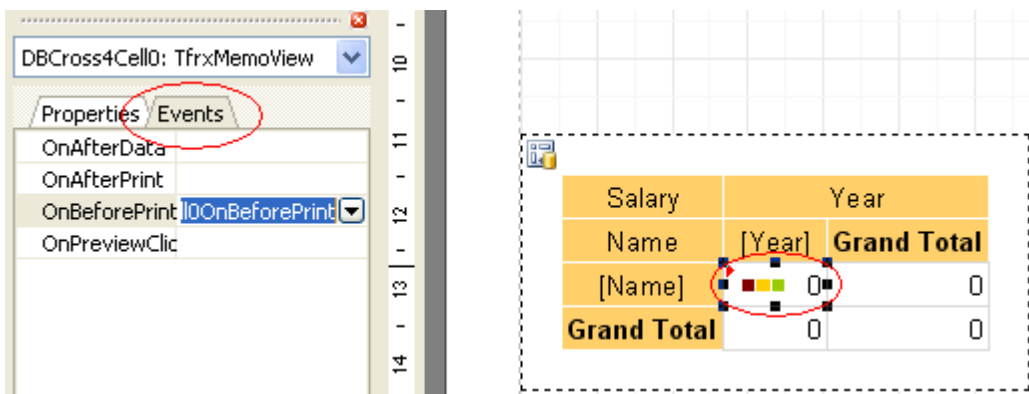 DBCross4Cell0: TfrxMemoView
Properties Events
OnAfterData
OnAfterPrint
OnBeforePrint ll0OnBeforePrint
OnPreviewClic
10
11
12
13
14
Salary Year
Name [Year] Grand Total
[Name] 0 0
Grand Total 0 0